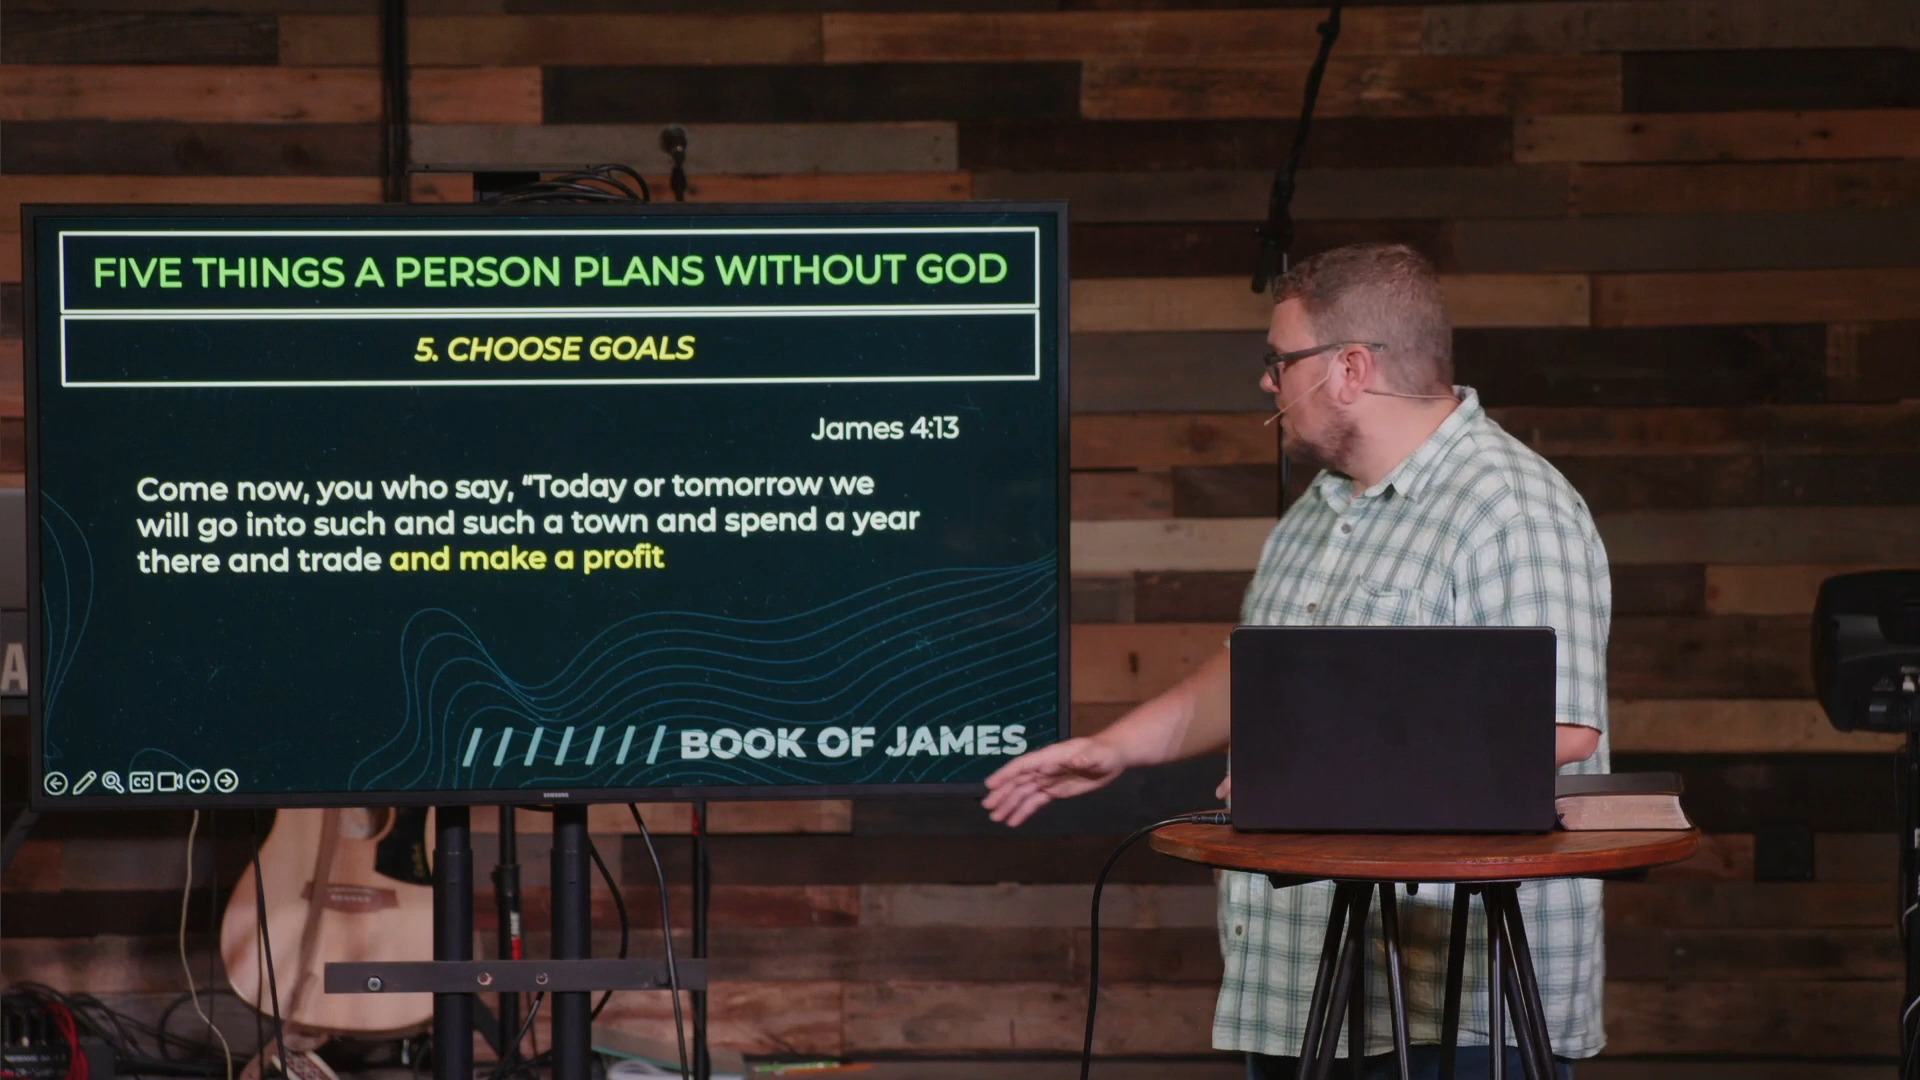 FIVE THINGS A PERSON PLANS WITHOUT GOD
5. CHOOSE GOALS
James 4:13
Come now, you who say, “Today or tomorrow we
will go into such and such a town and spend a year
there and trade and make a profit
/////// BOOK OF JAMES
CC
SAMSUNG
A